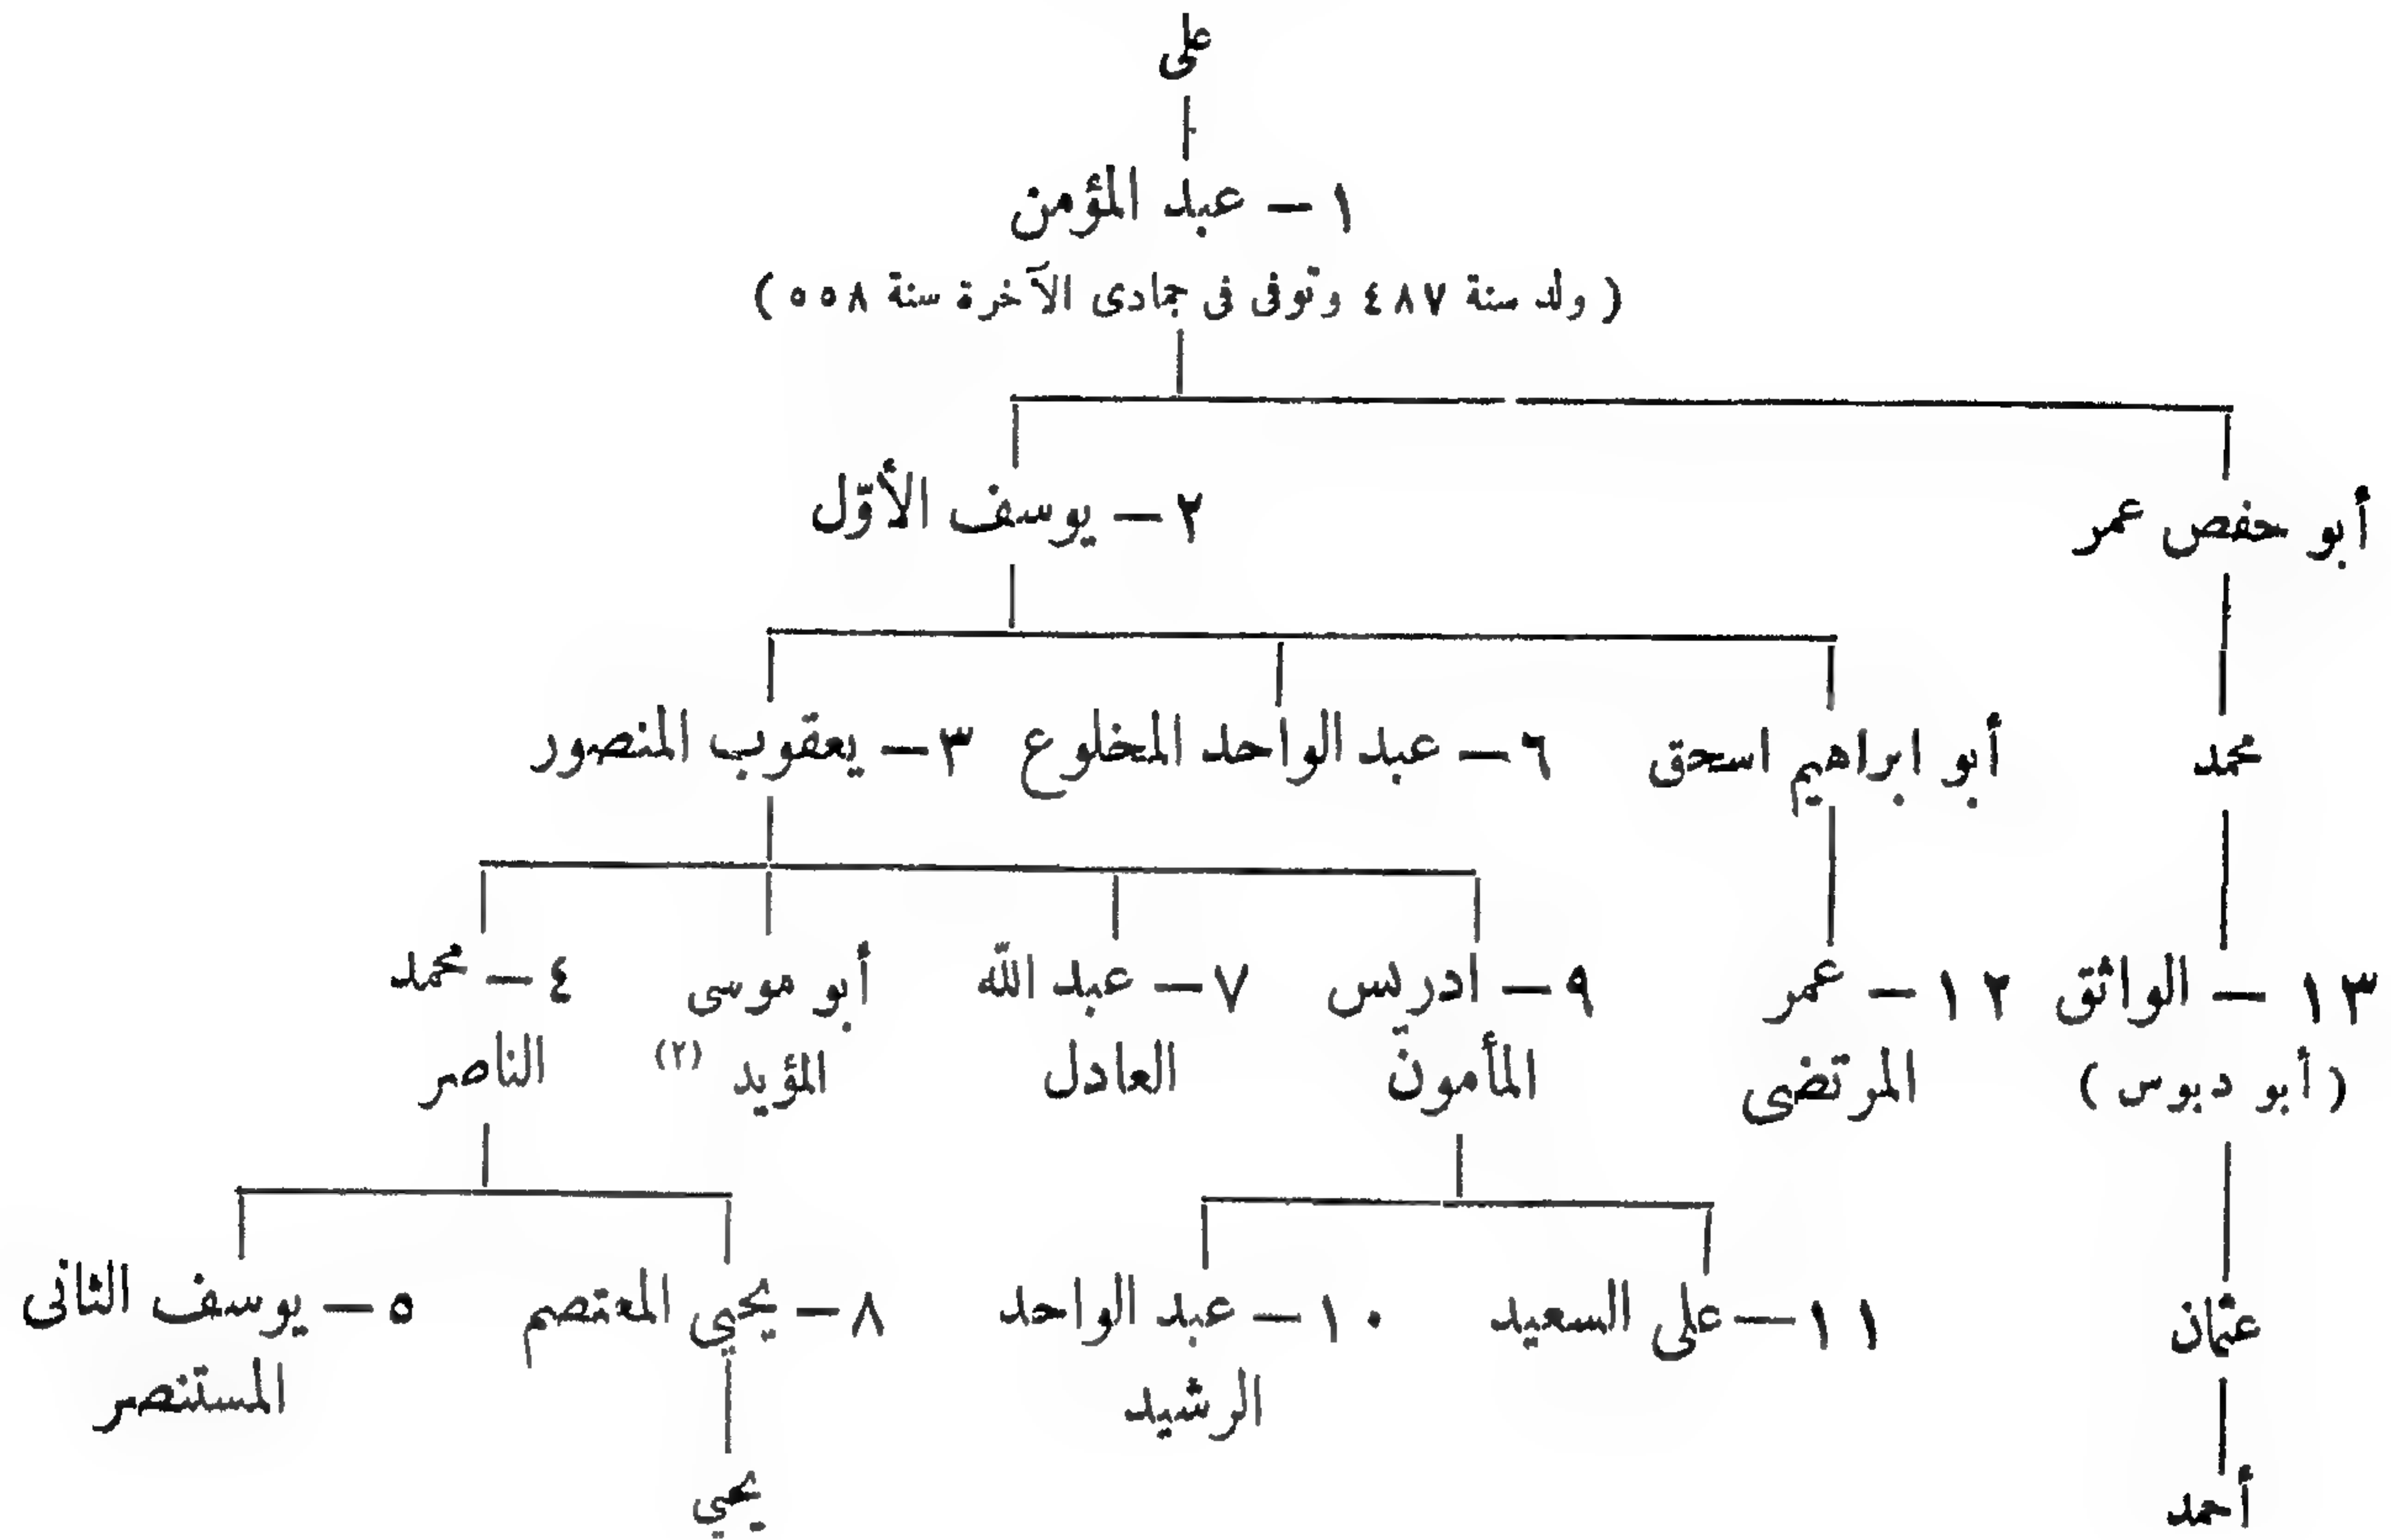 على
١ — عبد المؤمن
( ولد سنة ٤٨٧ وتوفى فى جمادى الآخرة سنة ٥٥٨ )
أبو حفص عمر
٢ — يوسف الأوّل
محمد
أبو ابراهيم اسحق
٦ — عبد الواحد المخلوع
٣ — يعقوب المنصور
١٣ — الواثق
( أبو دبوس )
١٢ — عمر
المرتضى
٩ — ادريس
المأمون
٧ — عبد الله
العادل
أبو موسى
المؤيد (٢)
٤ — محمد
الناصر
عثمان
١١ — على السعيد
١٠ — عبد الواحد
الرشيد
٨ — يحيي المعتصم
٥ — يوسف الثانى
المستنصر
أحمد
يحيي